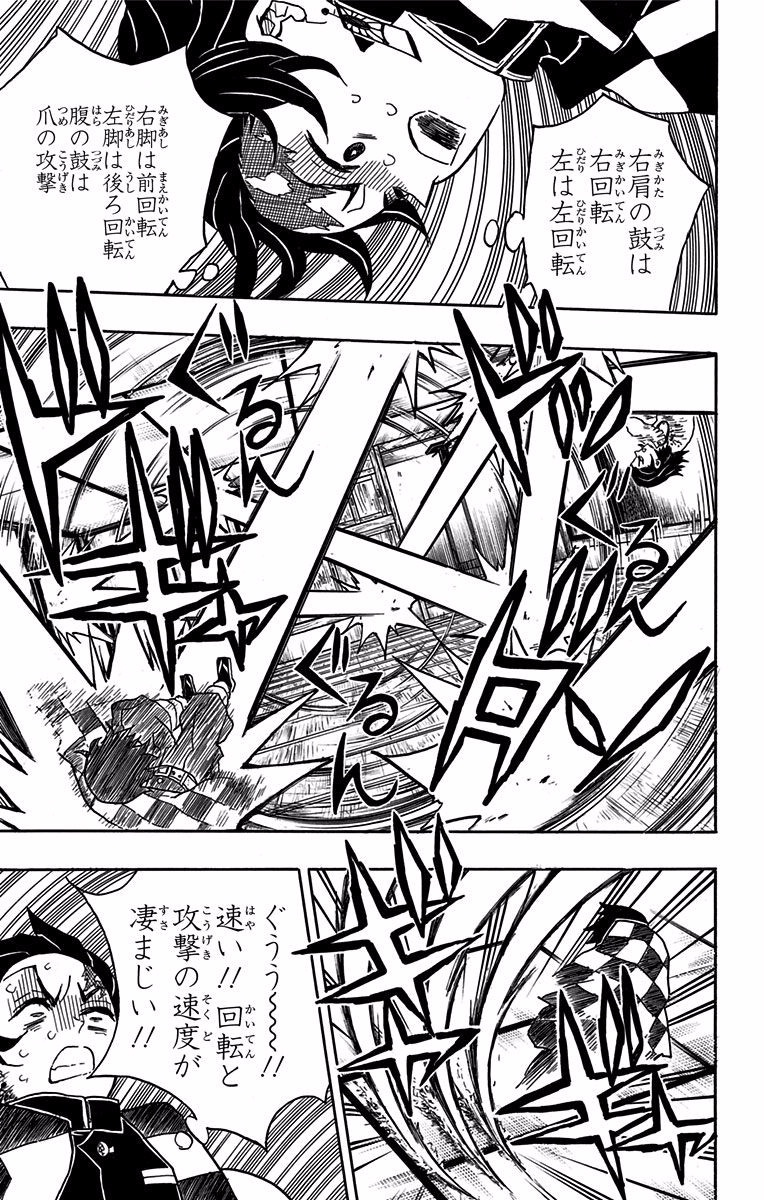 右肩の鼓は
右回転
左は左回転
右脚は前回転
左脚は後ろ回転
腹の鼓は
爪の攻撃
ぐるん
ぐるん
ぐるん
ぐうう〜〜!!
速い!!回転と
攻撃の速度が
凄まじい!!